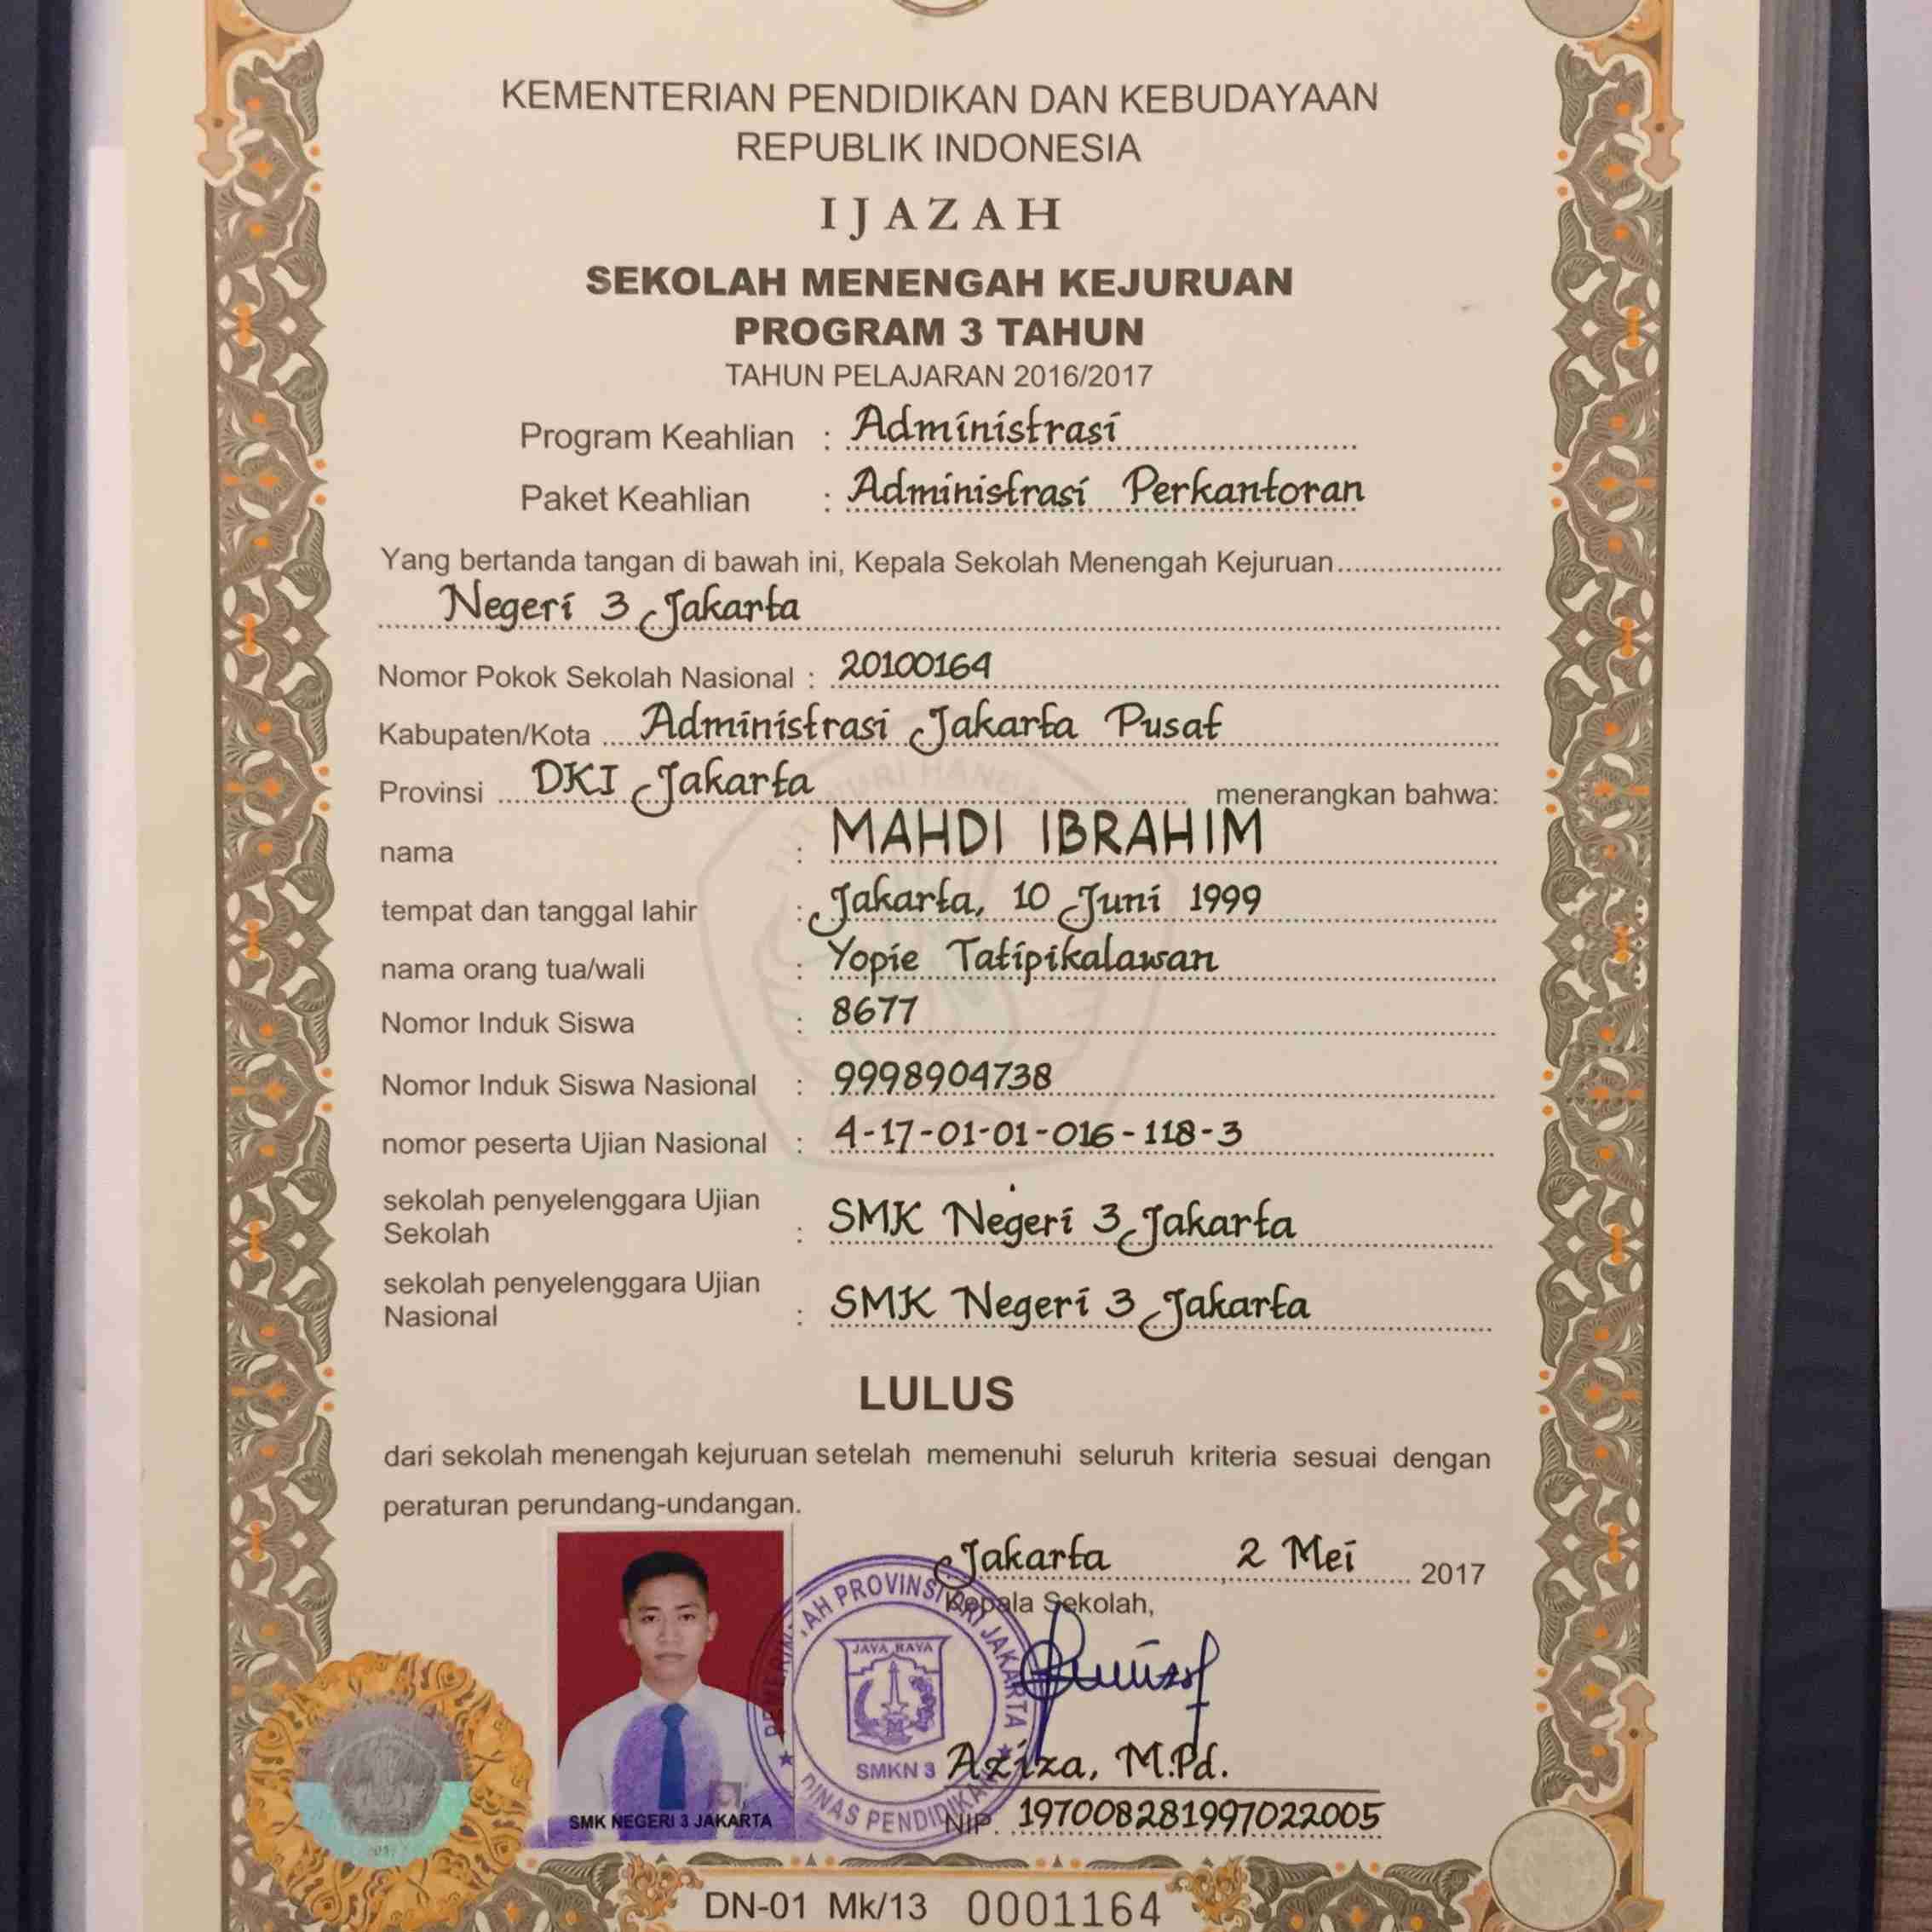 KEMENTERIAN PENDIDIKAN DAN KEBUDAYAAN
REPUBLIK INDONESIA
IJAZAH
SEKOLAH MENENGAH KEJURUAN
PROGRAM 3 TAHUN
TAHUN PELAJARAN 2016/2017
Program Keahlian : Administrasi
Paket Keahlian : Administrasi Perkantoran
Yang bertanda tangan di bawah ini, Kepala Sekolah Menengah Kejuruan
Negeri 3 Jakarta
Nomor Pokok Sekolah Nasional : 20100164
Kabupaten/Kota Administrasi Jakarta Pusat
Provinsi DKI Jakarta menerangkan bahwa:
nama : MAHDI IBRAHIM
tempat dan tanggal lahir : Jakarta, 10 Juni 1999
nama orang tua/wali : Yopie Tatipikalawan
Nomor Induk Siswa : 8677
Nomor Induk Siswa Nasional : 9998904738
nomor peserta Ujian Nasional : 4-17-01-01-016-118-3
sekolah penyelenggara Ujian
Sekolah : SMK Negeri 3 Jakarta
sekolah penyelenggara Ujian
Nasional : SMK Negeri 3 Jakarta
LULUS
dari sekolah menengah kejuruan setelah memenuhi seluruh kriteria sesuai dengan
peraturan perundang-undangan.
Jakarta, 2 Mei 2017
Kepala Sekolah,
PROVINSI DKI JAKARTA
JAYA RAYA
SMKN 3
DINAS PENDIDIKAN
Aziza, M.Pd.
NIP. 197008281997022005
SMK NEGERI 3 JAKARTA
DN-01 Mk/13 0001164